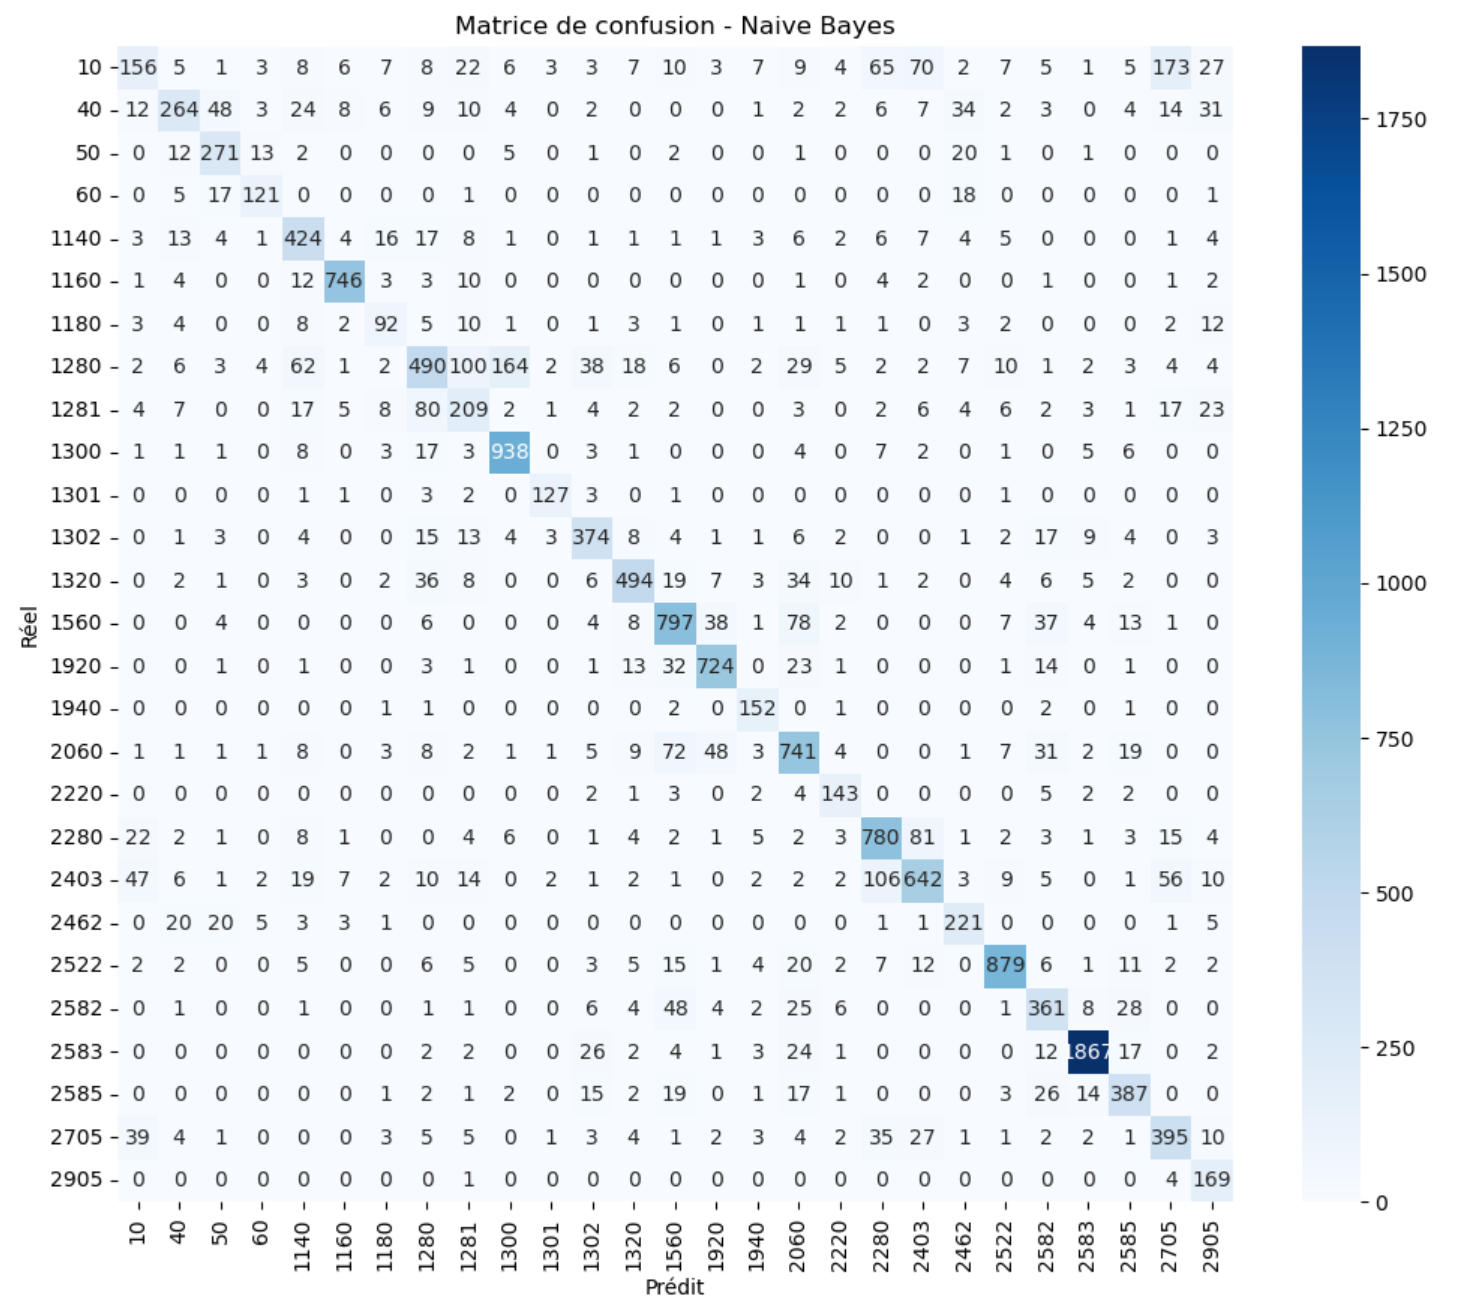 Matrice de confusion - Naive Bayes
10 156 5 1 3 8 6 7 8 22 6 3 3 7 10 3 7 9 4 65 70 2 7 5 1 5 173 27
40 12 264 48 3 24 8 6 9 10 4 0 2 0 0 0 1 2 2 6 7 34 2 3 0 4 14 31
50 0 12 271 13 2 0 0 0 0 5 0 1 0 2 0 0 1 0 0 0 20 1 0 1 0 0 0
60 0 5 17 121 0 0 0 0 1 0 0 0 0 0 0 0 0 0 0 0 18 0 0 0 0 0 1
1140 3 13 4 1 424 4 16 17 8 1 0 1 1 1 1 3 6 2 6 7 4 5 0 0 0 1 4
1160 1 4 0 0 12 746 3 3 10 0 0 0 0 0 0 0 1 0 4 2 0 0 1 0 0 1 2
1180 3 4 0 0 8 2 92 5 10 1 0 1 3 1 0 1 1 1 1 0 3 2 0 0 0 2 12
1280 2 6 3 4 62 1 2 490 100 164 2 38 18 6 0 2 29 5 2 2 7 10 1 2 3 4 4
1281 4 7 0 0 17 5 8 80 209 2 1 4 2 2 0 0 3 0 2 6 4 6 2 3 1 17 23
1300 1 1 1 0 8 0 3 17 3 938 0 3 1 0 0 0 4 0 7 2 0 1 0 5 6 0 0
1301 0 0 0 0 1 1 0 3 2 0 127 3 0 1 0 0 0 0 0 0 0 1 0 0 0 0 0
1302 0 1 3 0 4 0 0 15 13 4 3 374 8 4 1 1 6 2 0 0 1 2 17 9 4 0 3
1320 0 2 1 0 3 0 2 36 8 0 0 6 494 19 7 3 34 10 1 2 0 4 6 5 2 0 0
1560 0 0 4 0 0 0 0 6 0 0 0 4 8 797 38 1 78 2 0 0 0 7 37 4 13 1 0
1920 0 0 1 0 1 0 0 3 1 0 0 1 13 32 724 0 23 1 0 0 0 1 14 0 1 0 0
1940 0 0 0 0 0 0 1 1 0 0 0 0 0 2 0 152 0 1 0 0 0 0 2 0 1 0 0
2060 1 1 1 1 8 0 3 8 2 1 1 5 9 72 48 3 741 4 0 0 1 7 31 2 19 0 0
2220 0 0 0 0 0 0 0 0 0 0 0 2 1 3 0 2 4 143 0 0 0 0 5 2 2 0 0
2280 22 2 1 0 8 1 0 0 4 6 0 1 4 2 1 5 2 3 780 81 1 2 3 1 3 15 4
2403 47 6 1 2 19 7 2 10 14 0 2 1 2 1 0 2 2 2 106 642 3 9 5 0 1 56 10
2462 0 20 20 5 3 3 1 0 0 0 0 0 0 0 0 0 0 0 1 1 221 0 0 0 0 1 5
2522 2 2 0 0 5 0 0 6 5 0 0 3 5 15 1 4 20 2 7 12 0 879 6 1 11 2 2
2582 0 1 0 0 1 0 0 1 1 0 0 6 4 48 4 2 25 6 0 0 0 1 361 8 28 0 0
2583 0 0 0 0 0 0 0 2 2 0 0 26 2 4 1 3 24 1 0 0 0 0 12 1867 17 0 2
2585 0 0 0 0 0 0 1 2 1 2 0 15 2 19 0 1 17 1 0 0 0 3 26 14 387 0 0
2705 39 4 1 0 0 0 3 5 5 0 1 3 4 1 2 3 4 2 35 27 1 1 2 2 1 395 10
2905 0 0 0 0 0 0 0 0 1 0 0 0 0 0 0 0 0 0 0 0 0 0 0 0 0 4 169
10 40 50 60 1140 1160 1180 1280 1281 1300 1301 1302 1320 1560 1920 1940 2060 2220 2280 2403 2462 2522 2582 2583 2585 2705 2905
Prédit
Réel
1750
1500
1250
1000
750
500
250
0